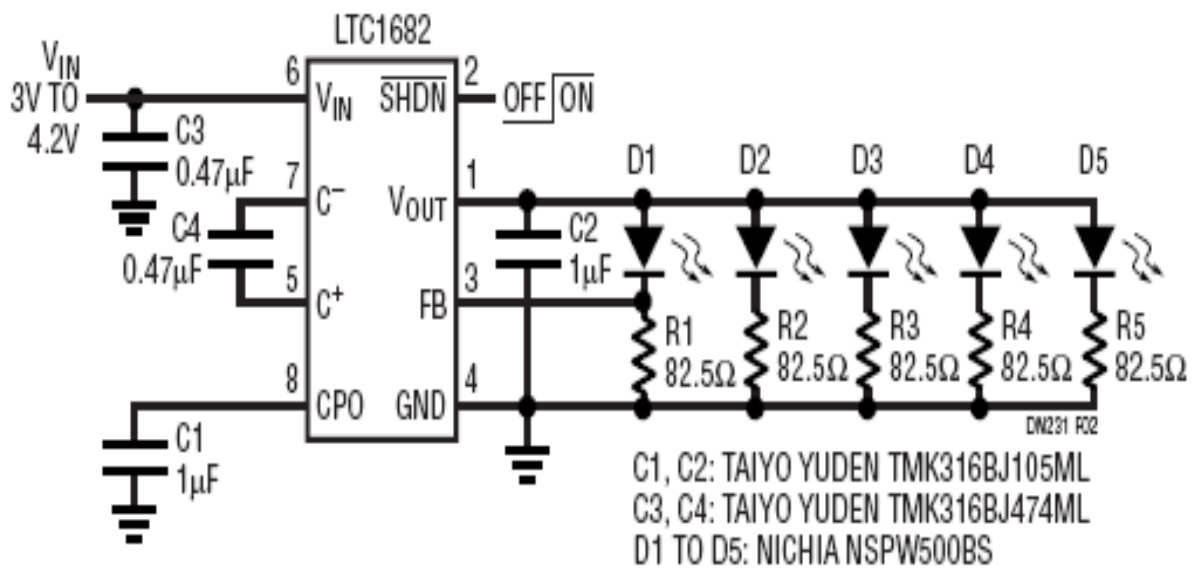 LTC1682
VIN
3V TO
4.2V
6
VIN
SHDN
2
OFF ON
C3
0.47µF
7
C–
VOUT
1
D1 D2 D3 D4 D5
C4
0.47µF
C2
1µF
5
C+
FB
3
R1
82.5Ω
R2
82.5Ω
R3
82.5Ω
R4
82.5Ω
R5
82.5Ω
8
CPO
GND
4
C1
1µF
DN231 F02
C1, C2: TAIYO YUDEN TMK316BJ105ML
C3, C4: TAIYO YUDEN TMK316BJ474ML
D1 TO D5: NICHIA NSPW500BS